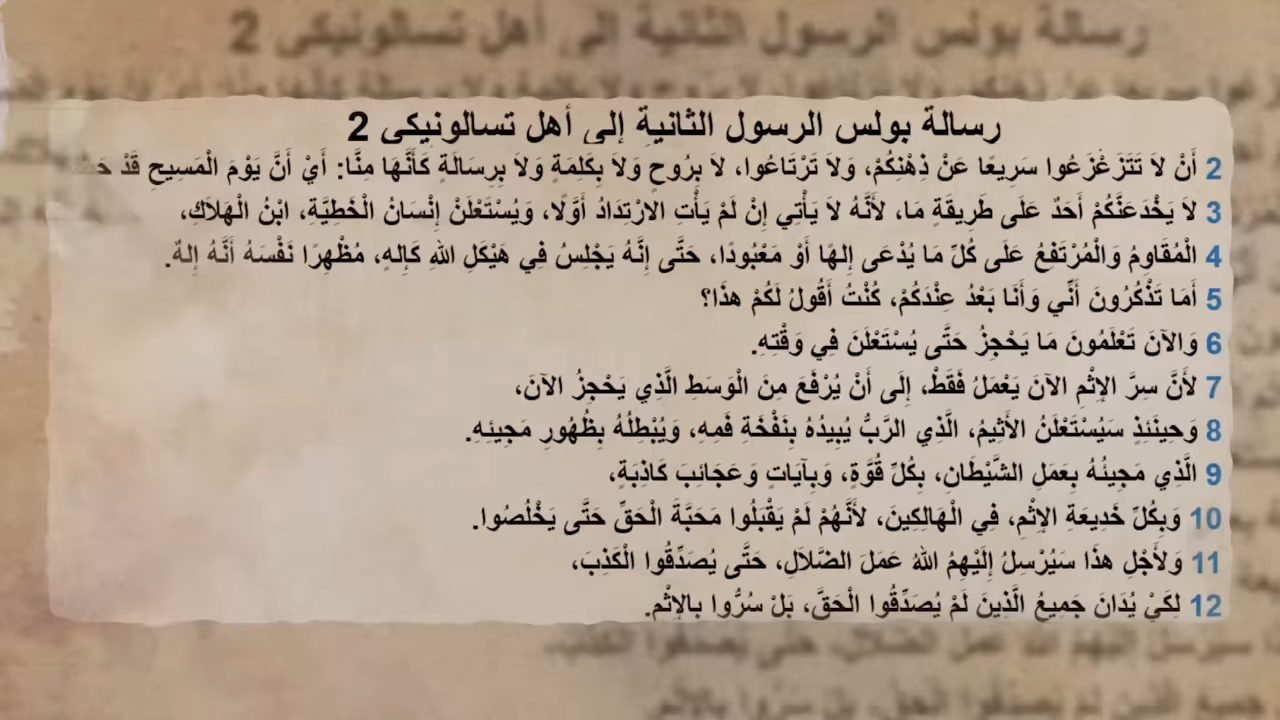 رسالة بولس الرسول الثانية إلى أهل تسالونيكى 2
2 أَنْ لاَ تَتَزَعْزَعُوا سَرِيعًا عَنْ ذِهْنِكُمْ، وَلاَ تَرْتَاعُوا، لاَ بِرُوحٍ وَلاَ بِكَلِمَةٍ وَلاَ بِرِسَالَةٍ كَأَنَّهَا مِنَّا: أَيْ أَنَّ يَوْمَ الْمَسِيحِ قَدْ
3 لاَ يَخْدَعَنَّكُمْ أَحَدٌ عَلَى طَرِيقَةٍ مَا، لأَنَّهُ لاَ يَأْتِي إِنْ لَمْ يَأْتِ الارْتِدَادُ أَوَّلًا، وَيُسْتَعْلَنْ إِنْسَانُ الْخَطِيَّةِ، ابْنُ الْهَلاَكِ،
4 الْمُقَاوِمُ وَالْمُرْتَفِعُ عَلَى كُلِّ مَا يُدْعَى إِلهًا أَوْ مَعْبُودًا، حَتَّى إِنَّهُ يَجْلِسُ فِي هَيْكَلِ اللهِ كَإِلهٍ، مُظْهِرًا نَفْسَهُ أَنَّهُ إِلهٌ.
5 أَمَا تَذْكُرُونَ أَنِّي وَأَنَا بَعْدُ عِنْدَكُمْ، كُنْتُ أَقُولُ لَكُمْ هذَا؟
6 وَالآنَ تَعْلَمُونَ مَا يَحْجِزُ حَتَّى يُسْتَعْلَنَ فِي وَقْتِهِ.
7 لأَنَّ سِرَّ الإِثْمِ الآنَ يَعْمَلُ فَقَطْ، إِلَى أَنْ يُرْفَعَ مِنَ الْوَسَطِ الَّذِي يَحْجِزُ الآنَ،
8 وَحِينَئِذٍ سَيُسْتَعْلَنُ الأَثِيمُ، الَّذِي الرَّبُّ يُبِيدُهُ بِنَفْخَةِ فَمِهِ، وَيُبْطِلُهُ بِظُهُورِ مَجِيئِهِ.
9 الَّذِي مَجِيئُهُ بِعَمَلِ الشَّيْطَانِ، بِكُلِّ قُوَّةٍ، وَبِآيَاتٍ وَعَجَائِبَ كَاذِبَةٍ،
10 وَبِكُلِّ خَدِيعَةِ الإِثْمِ، فِي الْهَالِكِينَ، لأَنَّهُمْ لَمْ يَقْبَلُوا مَحَبَّةَ الْحَقِّ حَتَّى يَخْلُصُوا.
11 وَلأَجْلِ هذَا سَيُرْسِلُ إِلَيْهِمُ اللهُ عَمَلَ الضَّلاَلِ، حَتَّى يُصَدِّقُوا الْكَذِبَ،
12 لِكَيْ يُدَانَ جَمِيعُ الَّذِينَ لَمْ يُصَدِّقُوا الْحَقَّ، بَلْ سُرُّوا بِالإِثْمِ.